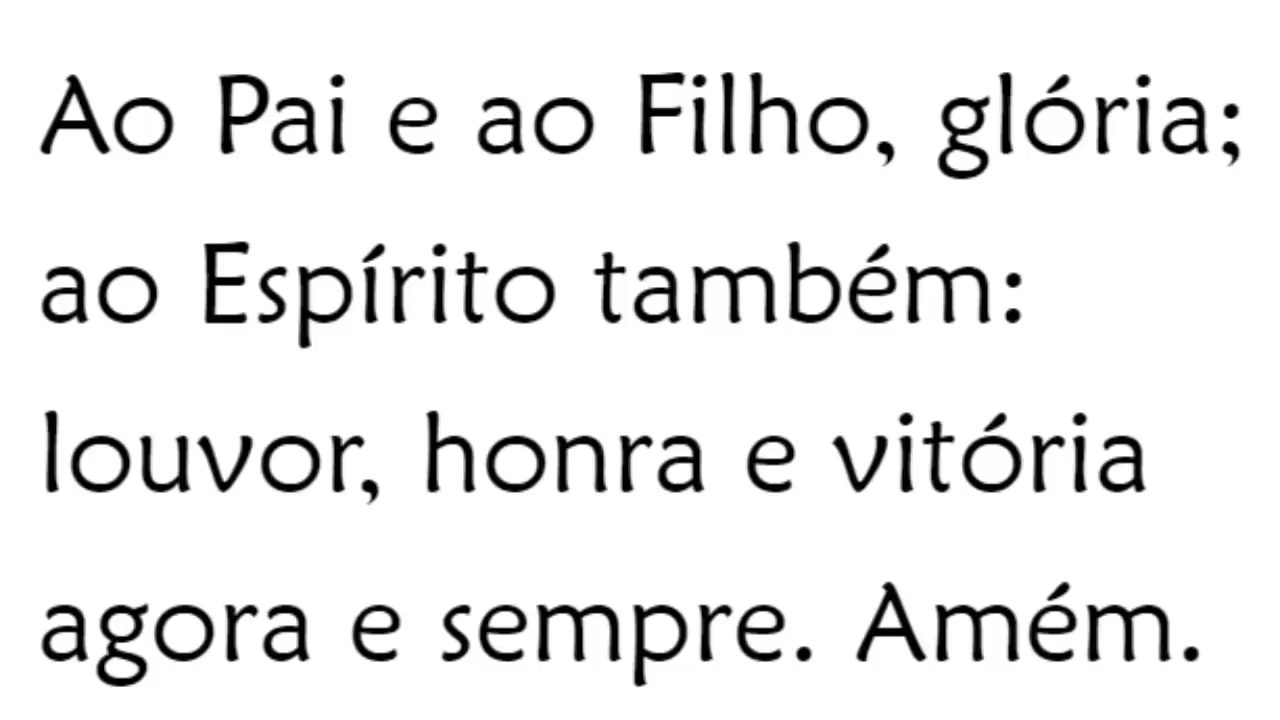 Ao Pai e ao Filho, glória;
ao Espírito também:
louvor, honra e vitória
agora e sempre. Amém.